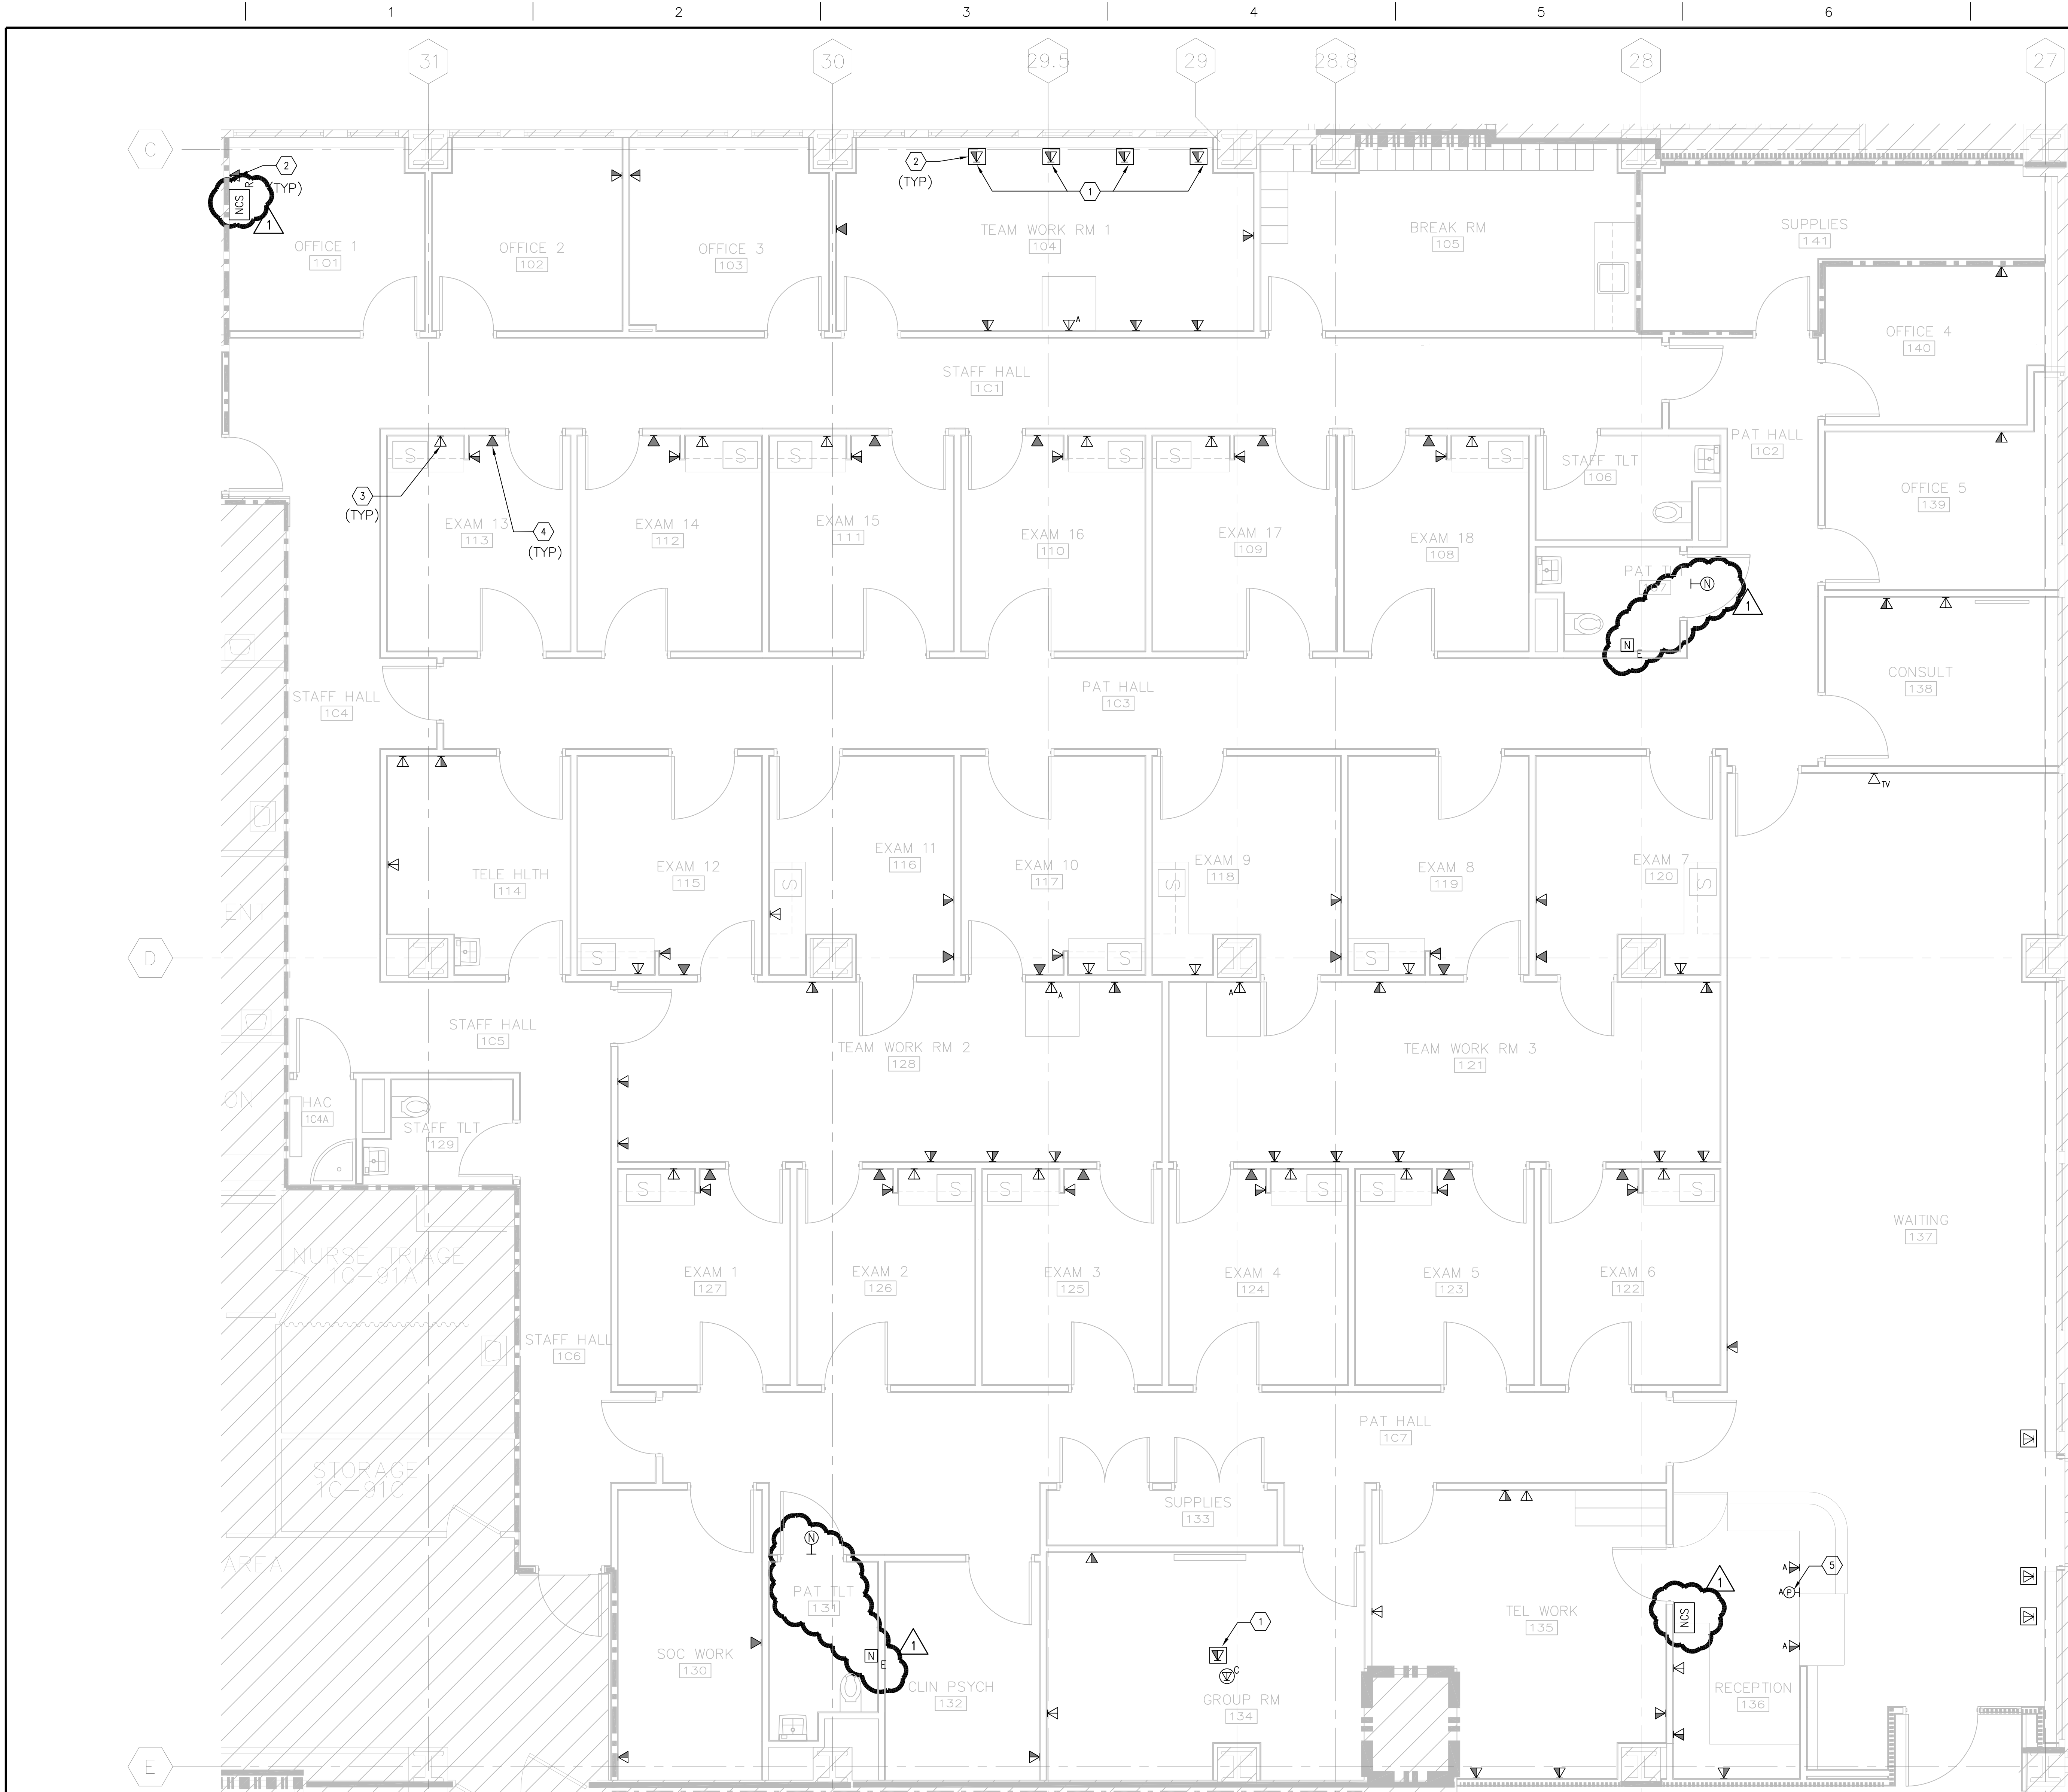 1 2 3 4 5 6
31 30 29.5 29 28.8 28 27
C
2
(TYP)
R
NCS
1
OFFICE 1
101
OFFICE 2
102
OFFICE 3
103
2
(TYP)
1
TEAM WORK RM 1
104
A
BREAK RM
105
SUPPLIES
141
OFFICE 4
140
STAFF HALL
1C1
PAT HALL
1C2
OFFICE 5
139
S S S S S S
3
(TYP)
4
(TYP)
EXAM 13
113
EXAM 14
112
EXAM 15
111
EXAM 16
110
EXAM 17
109
EXAM 18
108
STAFF TLT
106
PAT
N
N
E
1
CONSULT
138
TV
STAFF HALL
1C4
PAT HALL
1C3
TELE HLTH
114
EXAM 12
115
EXAM 11
116
EXAM 10
117
EXAM 9
118
EXAM 8
119
EXAM 7
120
S S S S S S
ENT
D
A A
STAFF HALL
1C5
TEAM WORK RM 2
128
TEAM WORK RM 3
121
ON
HAC
1C4A
STAFF TLT
129
S S S S S S
WAITING
137
NURSE TRIAGE
1C-91A
EXAM 1
127
EXAM 2
126
EXAM 3
125
EXAM 4
124
EXAM 5
123
EXAM 6
122
STAFF HALL
1C6
PAT HALL
1C7
STORAGE
1C-91C
AREA
SUPPLIES
133
N
PAT TLT
131
N
E
1
SOC WORK
130
CLIN PSYCH
132
1
C
GROUP RM
134
TEL WORK
135
NCS
1
A
5
A P
A
RECEPTION
136
E